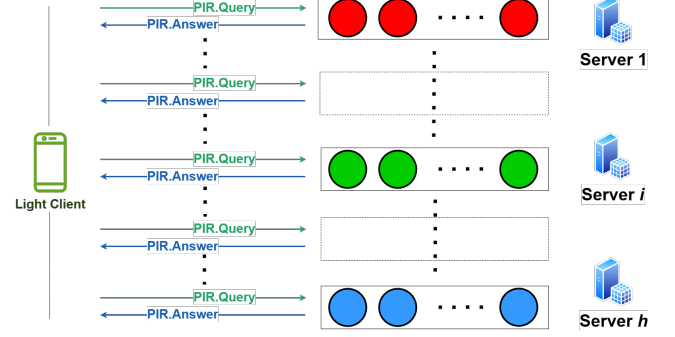 PIR.Query
PIR.Answer
Server 1
PIR.Query
PIR.Answer
PIR.Query
PIR.Answer
Server i
Light Client
PIR.Query
PIR.Answer
PIR.Query
PIR.Answer
Server h